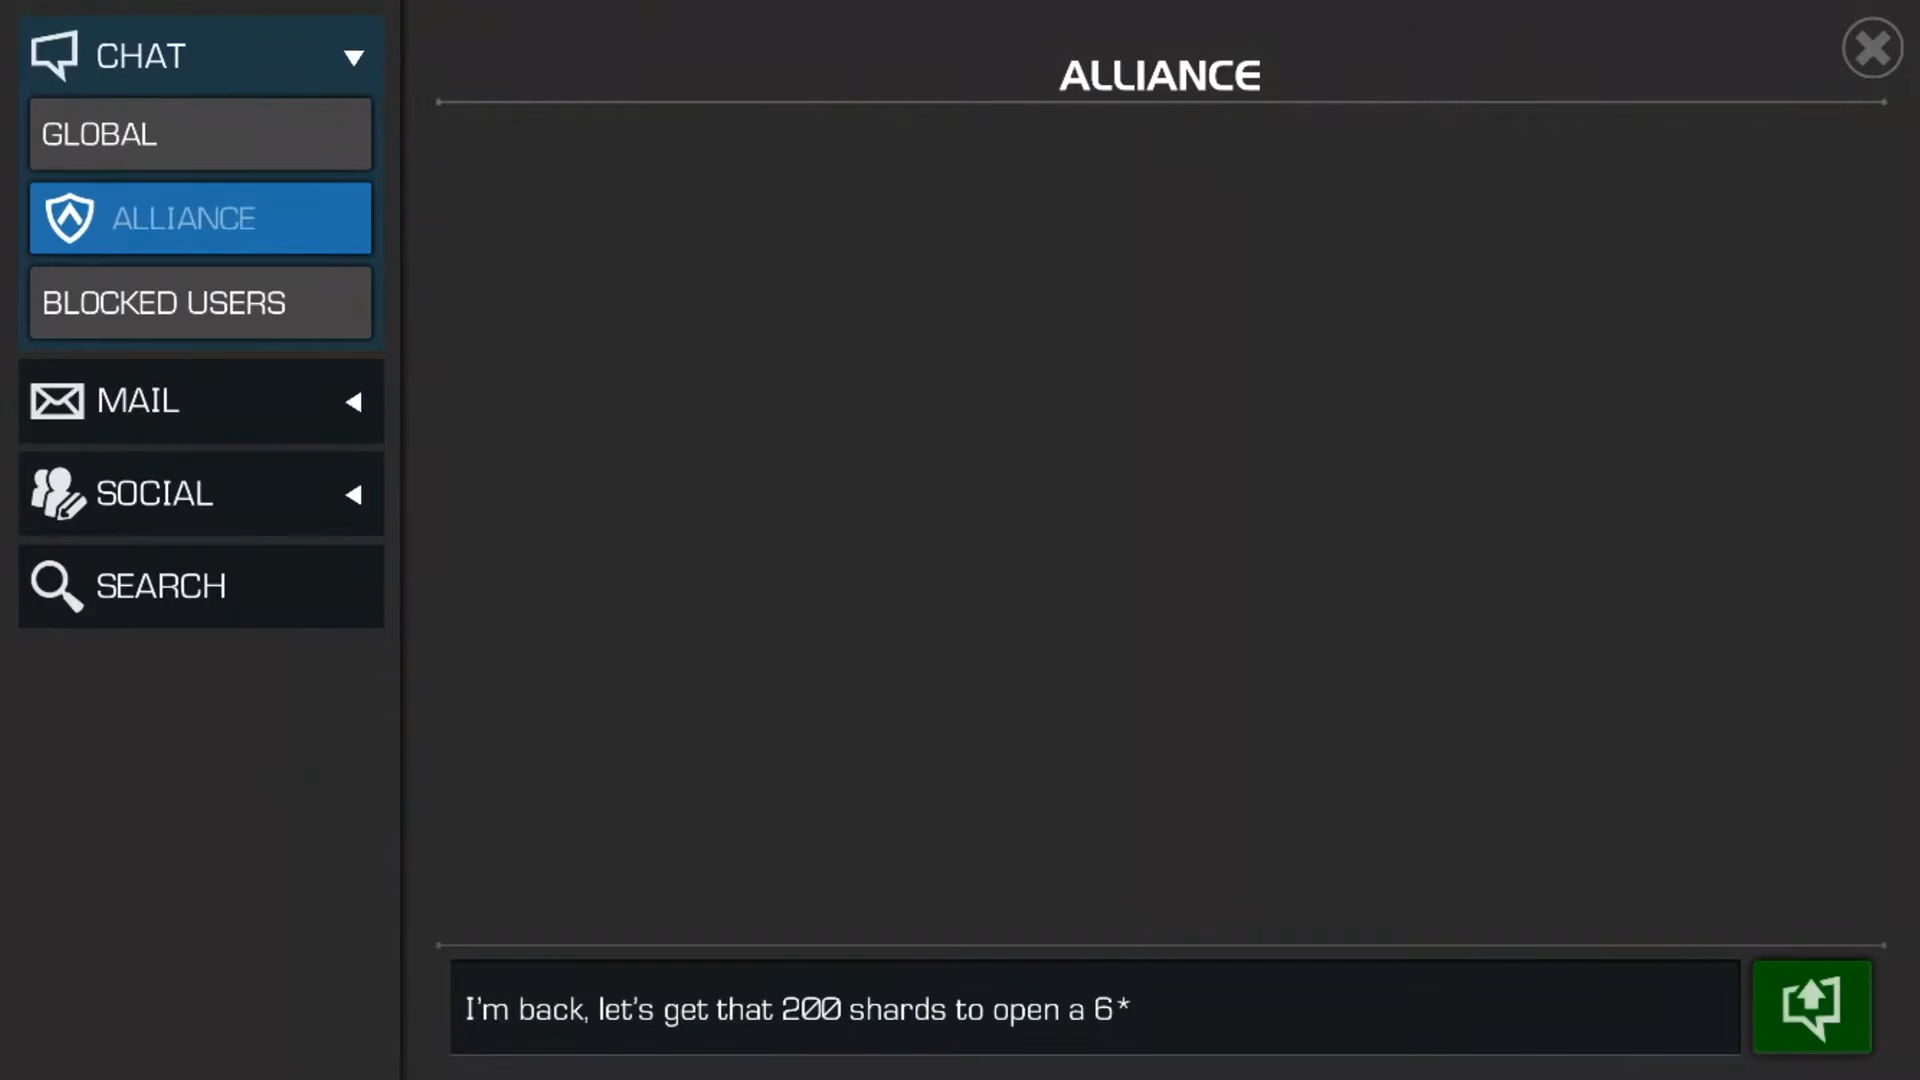 CHAT
GLOBAL
ALLIANCE
BLOCKED USERS
MAIL
SOCIAL
SEARCH
ALLIANCE
I'm back, let's get that 200 shards to open a 6*